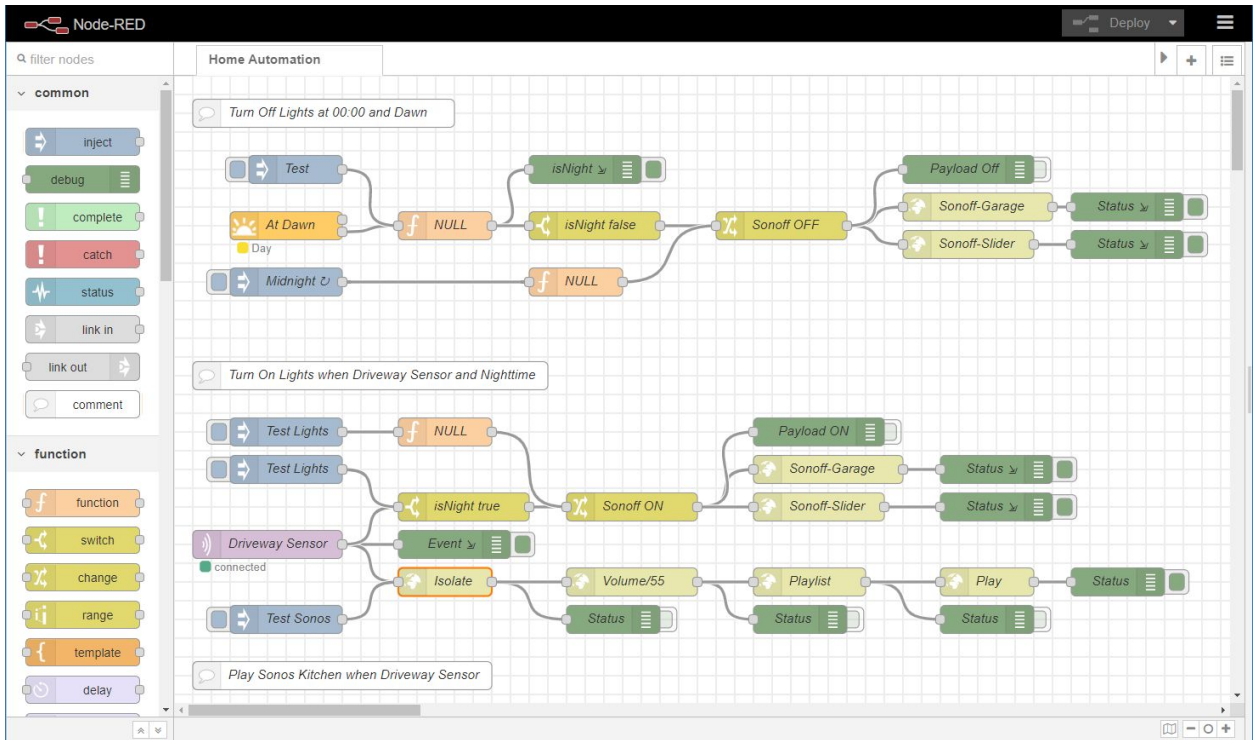 Node-RED
Deploy
filter nodes
Home Automation
common
inject
debug
complete
catch
status
link in
link out
comment
function
function
switch
change
range
template
delay
Turn Off Lights at 00:00 and Dawn
Test
isNight
Payload Off
At Dawn
Day
NULL
isNight false
Sonoff OFF
Sonoff-Garage
Status
Sonoff-Slider
Status
Midnight ↻
NULL
Turn On Lights when Driveway Sensor and Nighttime
Test Lights
NULL
Payload ON
Test Lights
Sonoff-Garage
Status
isNight true
Sonoff ON
Sonoff-Slider
Status
Driveway Sensor
connected
Event
Isolate
Volume/55
Playlist
Play
Status
Test Sonos
Status
Status
Status
Play Sonos Kitchen when Driveway Sensor